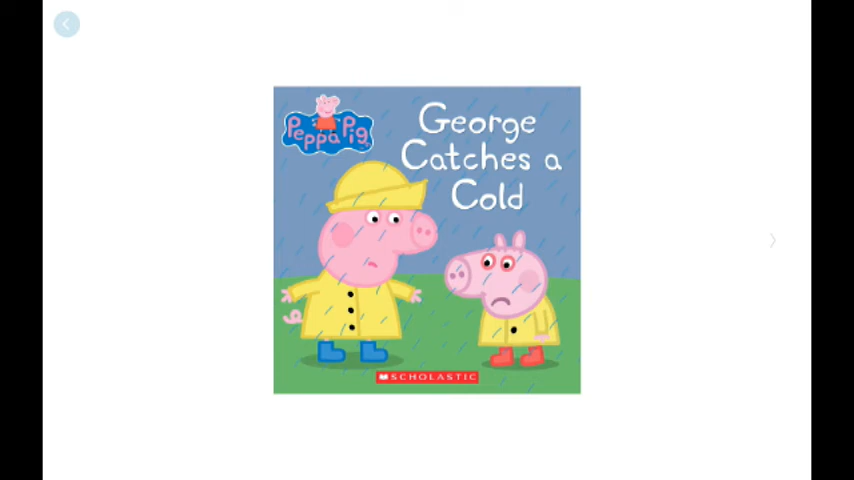 Peppa Pig
George
Catches a
Cold
SCHOLASTIC